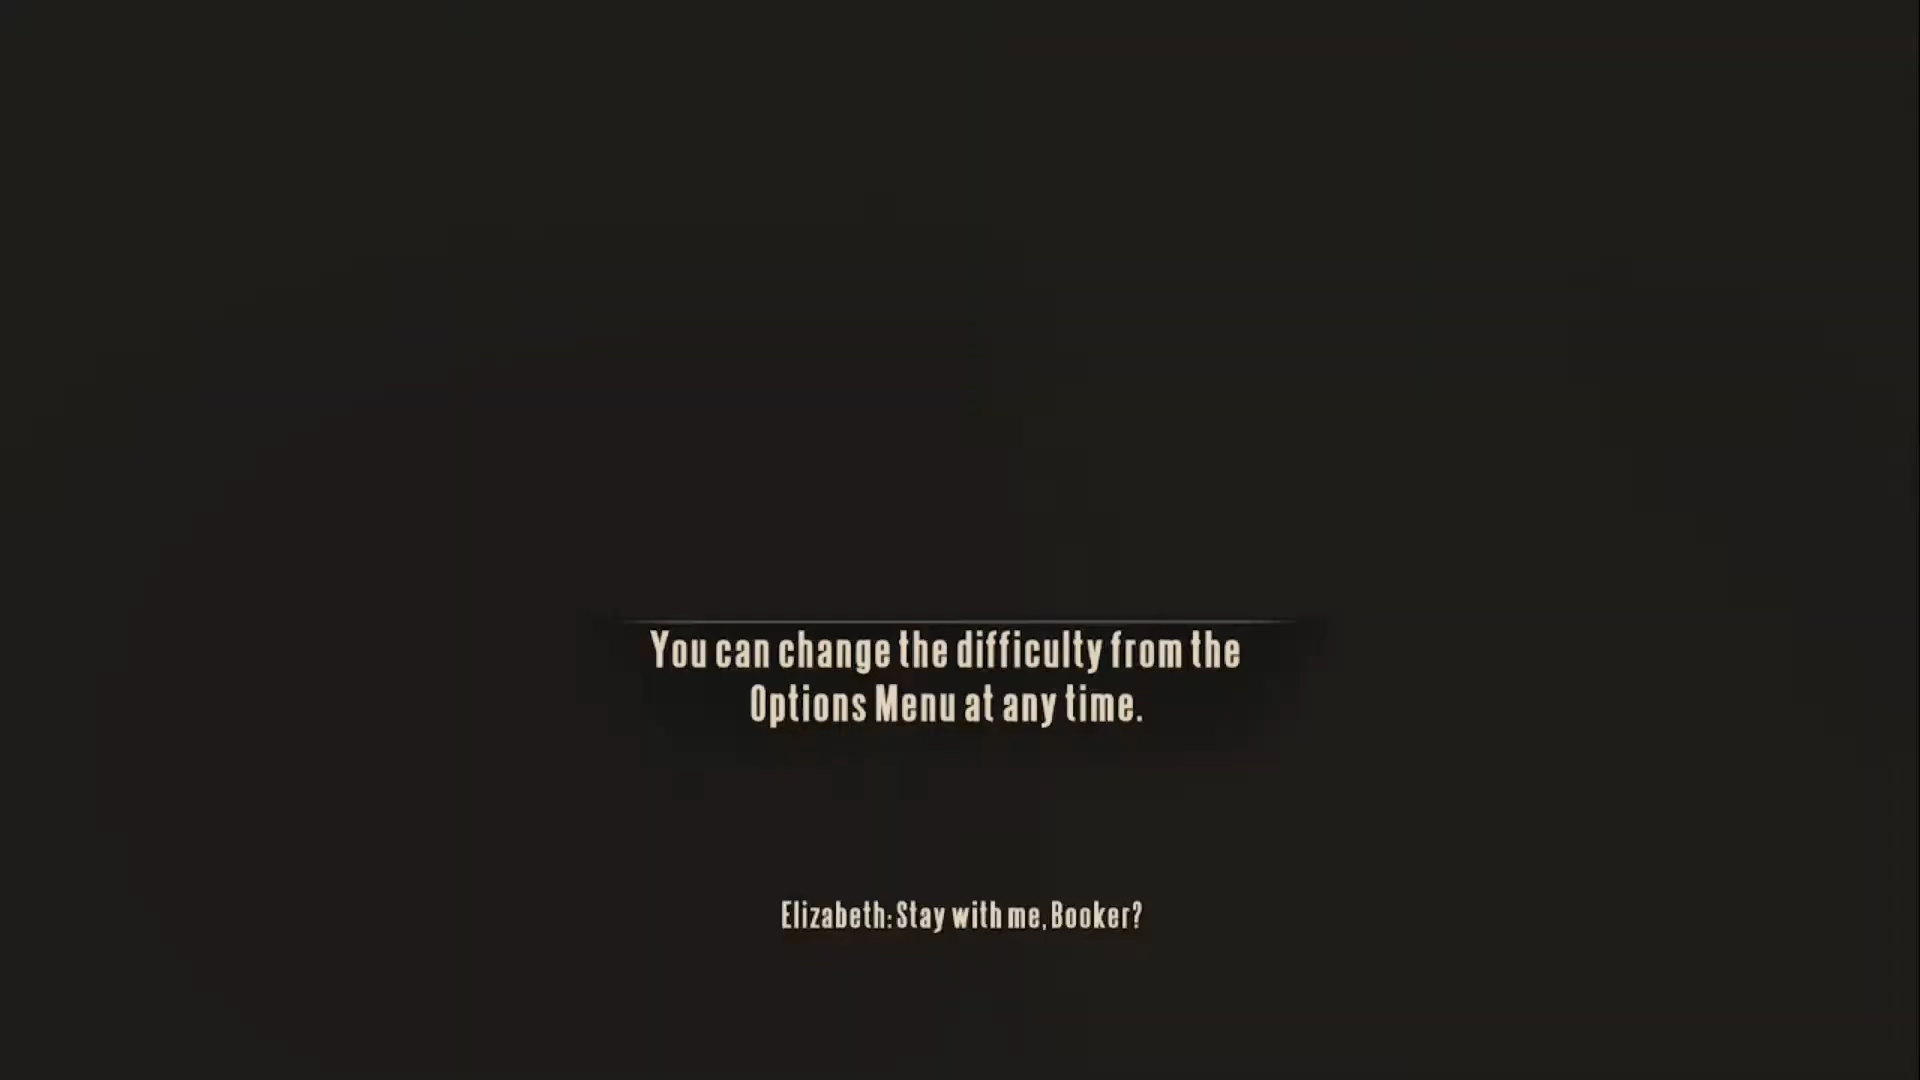 You can change the difficulty from the
Options Menu at any time.
Elizabeth: Stay with me, Booker?